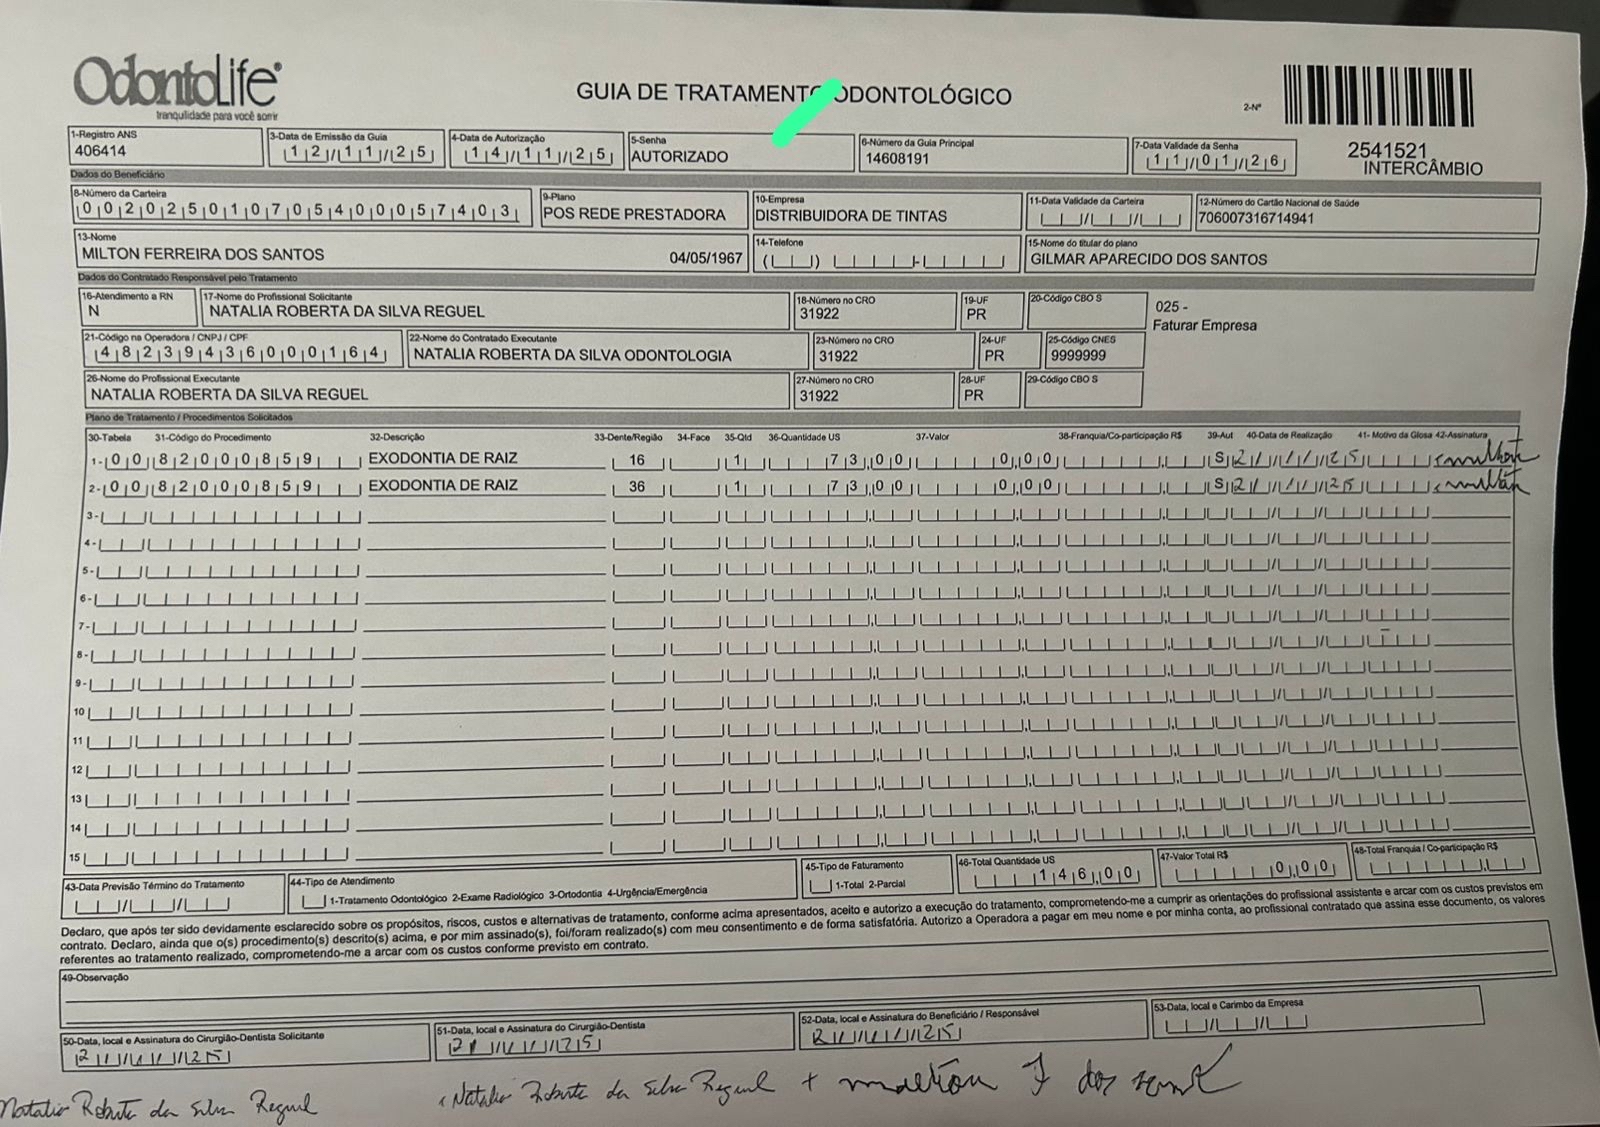 OdontoLife®
tranquilidade para você sorrir
GUIA DE TRATAMENTO ODONTOLÓGICO
2-Nº
2541521
INTERCÂMBIO
1-Registro ANS
406414
3-Data de Emissão da Guia
12/11/25
4-Data de Autorização
14/11/25
5-Senha
AUTORIZADO
6-Número da Guia Principal
14608191
7-Data Validade da Senha
11/01/26
Dados do Beneficiário
8-Número da Carteira
002025010705400057403
9-Plano
POS REDE PRESTADORA
10-Empresa
DISTRIBUIDORA DE TINTAS
11-Data Validade da Carteira
12-Número do Cartão Nacional de Saúde
706007316714941
13-Nome
MILTON FERREIRA DOS SANTOS 04/05/1967
14-Telefone
15-Nome do titular do plano
GILMAR APARECIDO DOS SANTOS
Dados do Contratado Responsável pelo Tratamento
16-Atendimento a RN
N
17-Nome do Profissional Solicitante
NATALIA ROBERTA DA SILVA REGUEL
18-Número no CRO
31922
19-UF
PR
20-Código CBO S
025 -
Faturar Empresa
21-Código na Operadora / CNPJ / CPF
48239436000164
22-Nome do Contratado Executante
NATALIA ROBERTA DA SILVA ODONTOLOGIA
23-Número no CRO
31922
24-UF
PR
25-Código CNES
9999999
26-Nome do Profissional Executante
NATALIA ROBERTA DA SILVA REGUEL
27-Número no CRO
31922
28-UF
PR
29-Código CBO S
Plano de Tratamento / Procedimentos Solicitados
30-Tabela 31-Código do Procedimento 32-Descrição 33-Dente/Região 34-Face 35-Qtd 36-Quantidade US 37-Valor 38-Franquia/Co-participação R$ 39-Aut 40-Data de Realização 41- Motivo da Glosa 42-Assinatura
1- 00 82000859 EXODONTIA DE RAIZ 16 1 73,00 0,00 S 21/11/25
2- 00 82000859 EXODONTIA DE RAIZ 36 1 73,00 0,00 S 21/11/25
3-
4-
5-
6-
7-
8-
9-
10
11
12
13
14
15
43-Data Previsão Término do Tratamento
44-Tipo de Atendimento
1-Tratamento Odontológico 2-Exame Radiológico 3-Ortodontia 4-Urgência/Emergência
45-Tipo de Faturamento
1-Total 2-Parcial
46-Total Quantidade US
146,00
47-Valor Total R$
0,00
48-Total Franquia / Co-participação R$
Declaro, que após ter sido devidamente esclarecido sobre os propósitos, riscos, custos e alternativas de tratamento, conforme acima apresentados, aceito e autorizo a execução do tratamento, comprometendo-me a cumprir as orientações do profissional assistente e arcar com os custos previstos em
contrato. Declaro, ainda que o(s) procedimento(s) descrito(s) acima, e por mim assinado(s), foi/foram realizado(s) com meu consentimento e de forma satisfatória. Autorizo a Operadora a pagar em meu nome e por minha conta, ao profissional contratado que assina esse documento, os valores
referentes ao tratamento realizado, comprometendo-me a arcar com os custos conforme previsto em contrato.
49-Observação
50-Data, local e Assinatura do Cirurgião-Dentista Solicitante
21/11/25
51-Data, local e Assinatura do Cirurgião-Dentista
21/11/25
52-Data, local e Assinatura do Beneficiário / Responsável
21/11/25
53-Data, local e Carimbo da Empresa
Natalia Roberta da Silva Reguel
Natalia Roberta da Silva Reguel